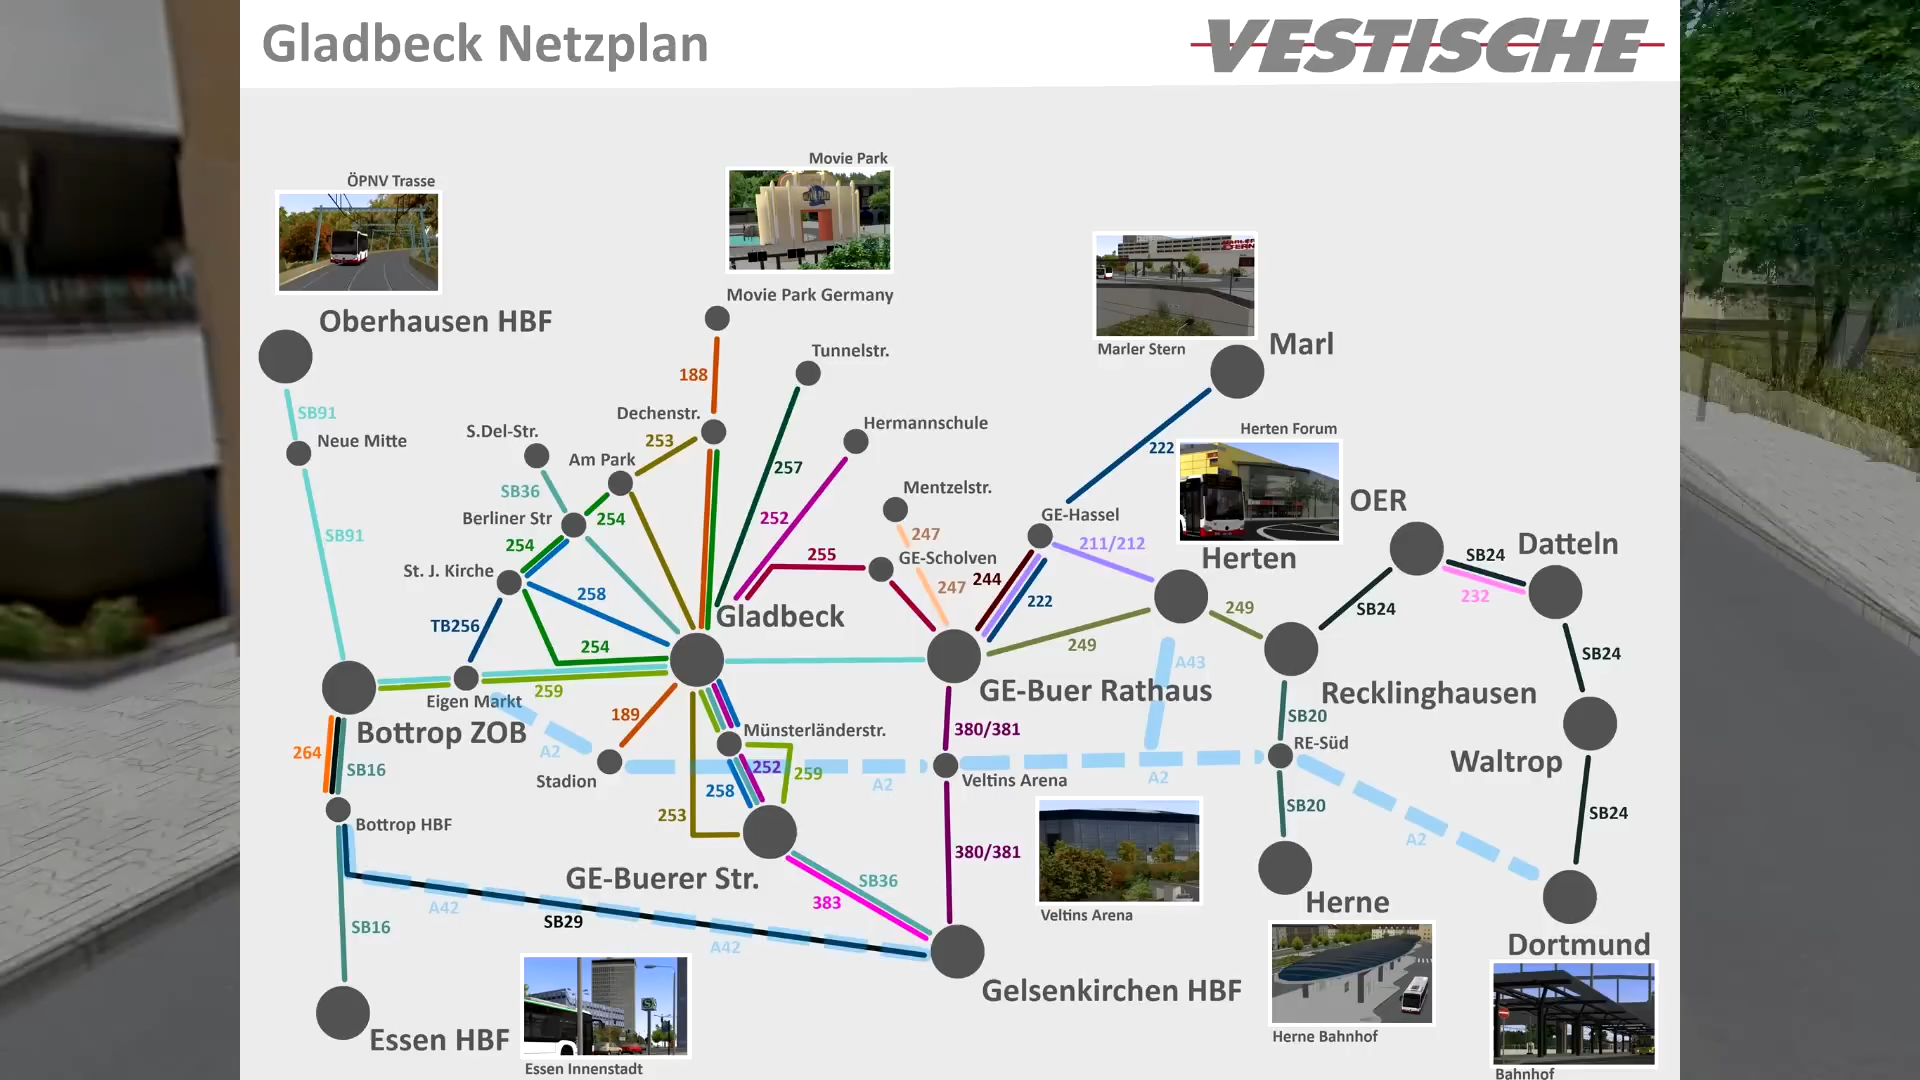 Gladbeck Netzplan
VESTISCHE
Movie Park
ÖPNV Trasse
Movie Park Germany
Oberhausen HBF
Marl
Marler Stern
Tunnelstr.
188
SB91
Dechenstr.
Hermannschule
S.Del-Str.
253
Neue Mitte
Herten Forum
222
Am Park
257
SB36
Mentzelstr.
OER
Berliner Str
254
252
GE-Hassel
247
SB91
254
211/212
Datteln
SB24
255
GE-Scholven
Herten
St. J. Kirche
244
247
258
232
222
249
SB24
Gladbeck
TB256
254
249
SB24
A43
259
GE-Buer Rathaus
Recklinghausen
Eigen Markt
189
SB20
Bottrop ZOB
380/381
Münsterländerstr.
RE-Süd
264
A2
Waltrop
SB16
252
259
Stadion
A2
Veltins Arena
A2
258
SB20
SB24
253
Bottrop HBF
A2
380/381
GE-Buerer Str.
SB36
383
Herne
A42
Veltins Arena
SB29
SB16
A42
Dortmund
Gelsenkirchen HBF
Essen HBF
Herne Bahnhof
Essen Innenstadt
Bahnhof